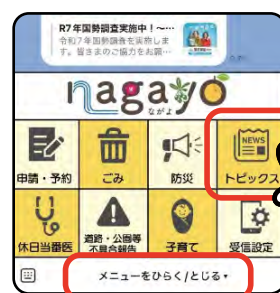 R7年国勢調査実施中！～…
令和7年国勢調査を実施しま
す。皆さまのご協力をお願…
nagayo
ながよ
申請・予約
ごみ
防災
NEWS
トピックス
休日当番医
道路・公園等
不具合報告
子育て
受信設定
メニューをひらく/とじる▾